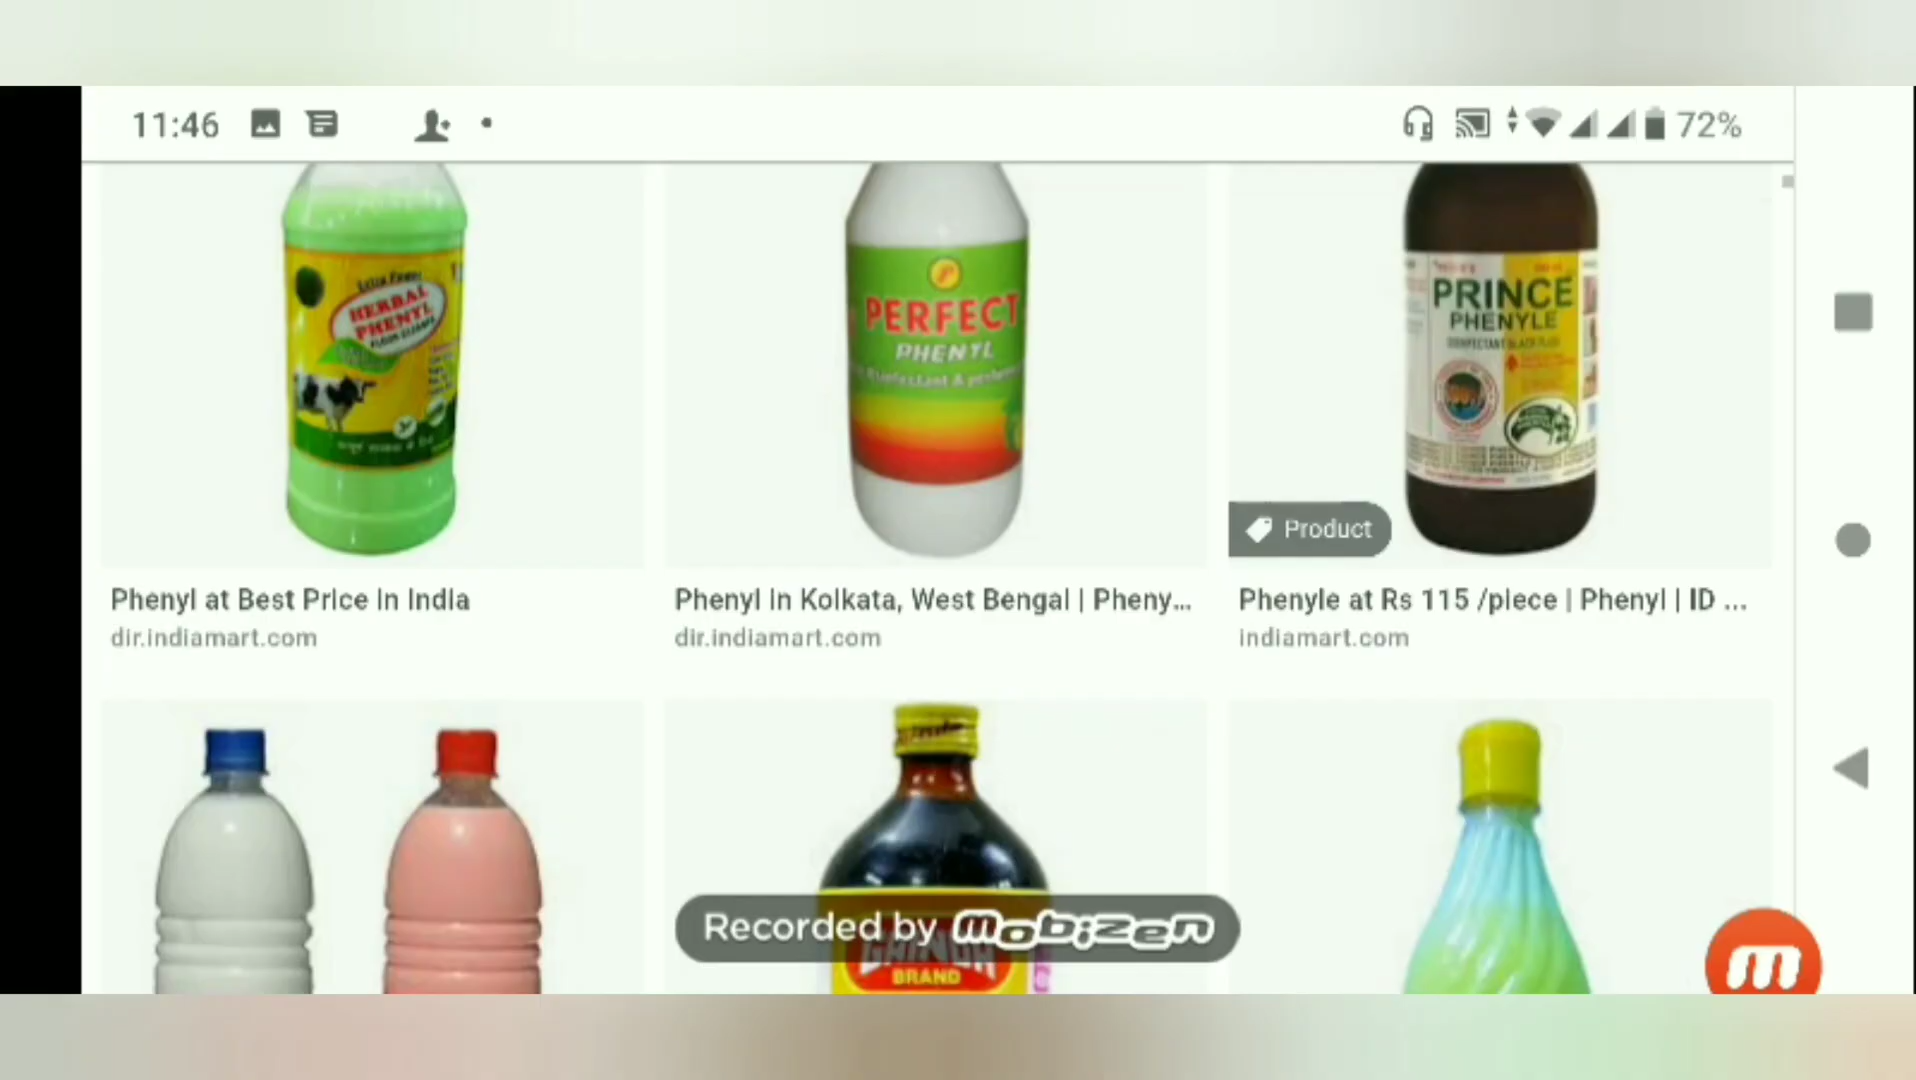 11:46
72%
HERBAL
PHENYL
FLOOR CLEANER
PERFECT
PHENYL
PRINCE
PHENYLE
Product
Phenyl at Best Price in India
dir.indiamart.com
Phenyl in Kolkata, West Bengal | Pheny...
dir.indiamart.com
Phenyle at Rs 115 /piece | Phenyl | ID ...
indiamart.com
Recorded by mobizen
BRAND